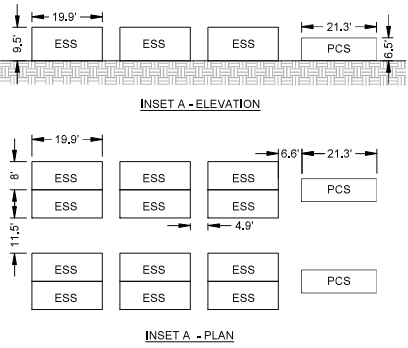 19.9'
21.3'
9.5'
ESS ESS ESS PCS
6.5'
INSET A - ELEVATION
19.9'
6.6' 21.3'
8'
ESS ESS ESS PCS
ESS ESS ESS
4.9'
11.5'
ESS ESS ESS PCS
ESS ESS ESS
INSET A - PLAN